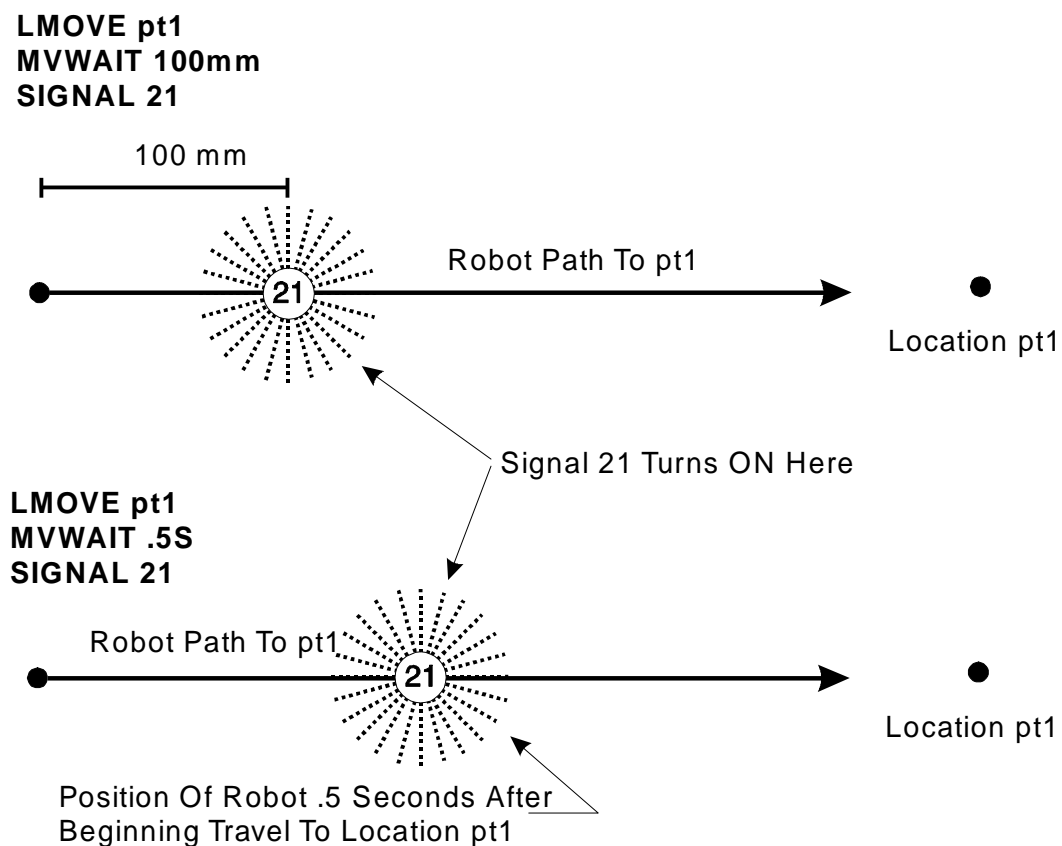 LMOVE pt1
MVWAIT 100mm
SIGNAL 21
100 mm
Robot Path To pt1
21
Location pt1
Signal 21 Turns ON Here
LMOVE pt1
MVWAIT .5S
SIGNAL 21
Robot Path To pt1
21
Location pt1
Position Of Robot .5 Seconds After
Beginning Travel To Location pt1